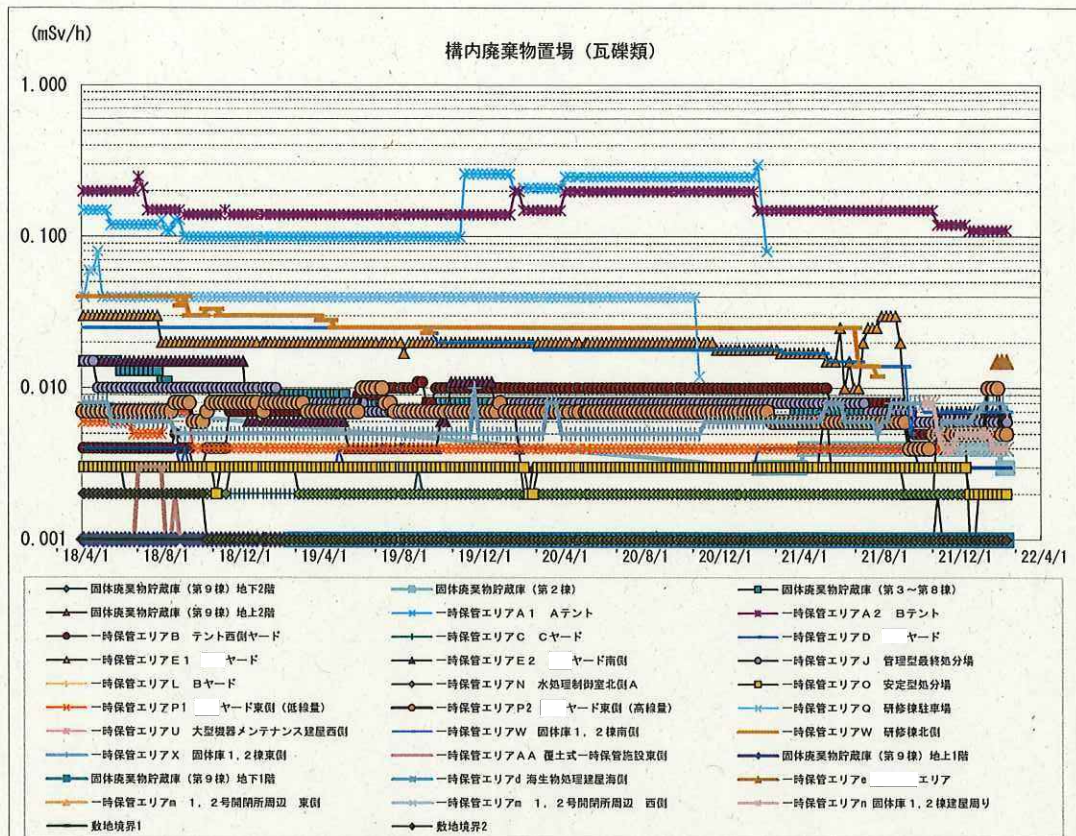 (mSv/h)
構内廃棄物置場（瓦礫類）
1.000
0.100
0.010
0.001
'18/4/1 '18/8/1 '18/12/1 '19/4/1 '19/8/1 '19/12/1 '20/4/1 '20/8/1 '20/12/1 '21/4/1 '21/8/1 '21/12/1 '22/4/1
固体廃棄物貯蔵庫（第９棟）地下2階 固体廃棄物貯蔵庫（第２棟） 固体廃棄物貯蔵庫（第３～第８棟）
固体廃棄物貯蔵庫（第９棟）地上2階 一時保管エリアＡ１　Ａテント 一時保管エリアＡ２　Ｂテント
一時保管エリアＢ　テント西側ヤード 一時保管エリアＣ　Ｃヤード 一時保管エリアＤ　ヤード
一時保管エリアＥ１　ヤード 一時保管エリアＥ２　ヤード南側 一時保管エリアＪ　管理型最終処分場
一時保管エリアＬ　Ｂヤード 一時保管エリアＮ　水処理制御室北側Ａ 一時保管エリアＯ　安定型処分場
一時保管エリアP1　ヤード東側（低線量） 一時保管エリアP2　ヤード東側（高線量） 一時保管エリアＱ　研修棟駐車場
一時保管エリアＵ　大型機器メンテナンス建屋西側 一時保管エリアＷ　固体庫１,２棟南側 一時保管エリアＷ　研修棟北側
一時保管エリアＸ　固体庫１,２棟東側 一時保管エリアＡＡ 覆土式一時保管施設東側 固体廃棄物貯蔵庫（第９棟）地上1階
固体廃棄物貯蔵庫（第９棟）地下1階 一時保管エリアｄ 海生物処理建屋海側 一時保管エリアe　エリア
一時保管エリアｍ　１，２号開閉所周辺　東側 一時保管エリアｍ　１，２号開閉所周辺　西側 一時保管エリアｎ 固体庫1,2棟建屋周り
敷地境界1 敷地境界2